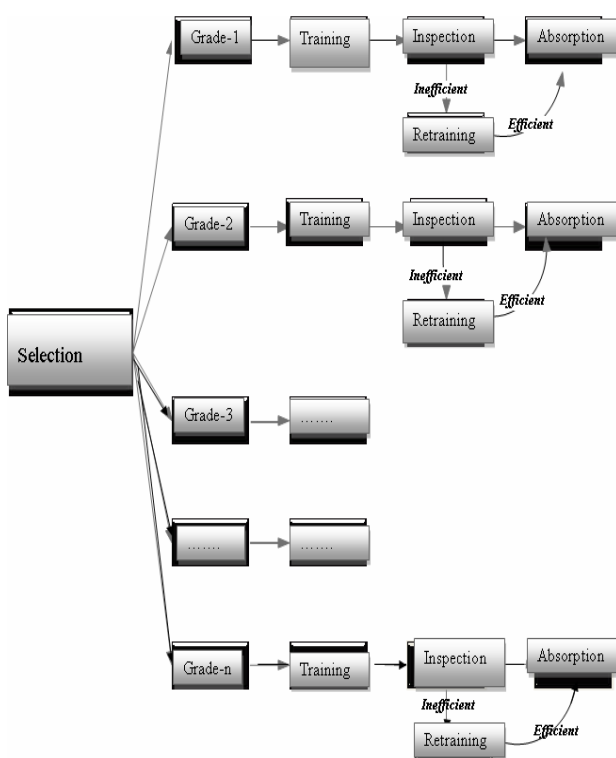 Grade-1
Training
Inspection
Absorption
Inefficient
Efficient
Retraining
Grade-2
Training
Inspection
Absorption
Inefficient
Efficient
Retraining
Selection
Grade-3
.......
.......
.......
Grade-n
Training
Inspection
Absorption
Inefficient
Efficient
Retraining